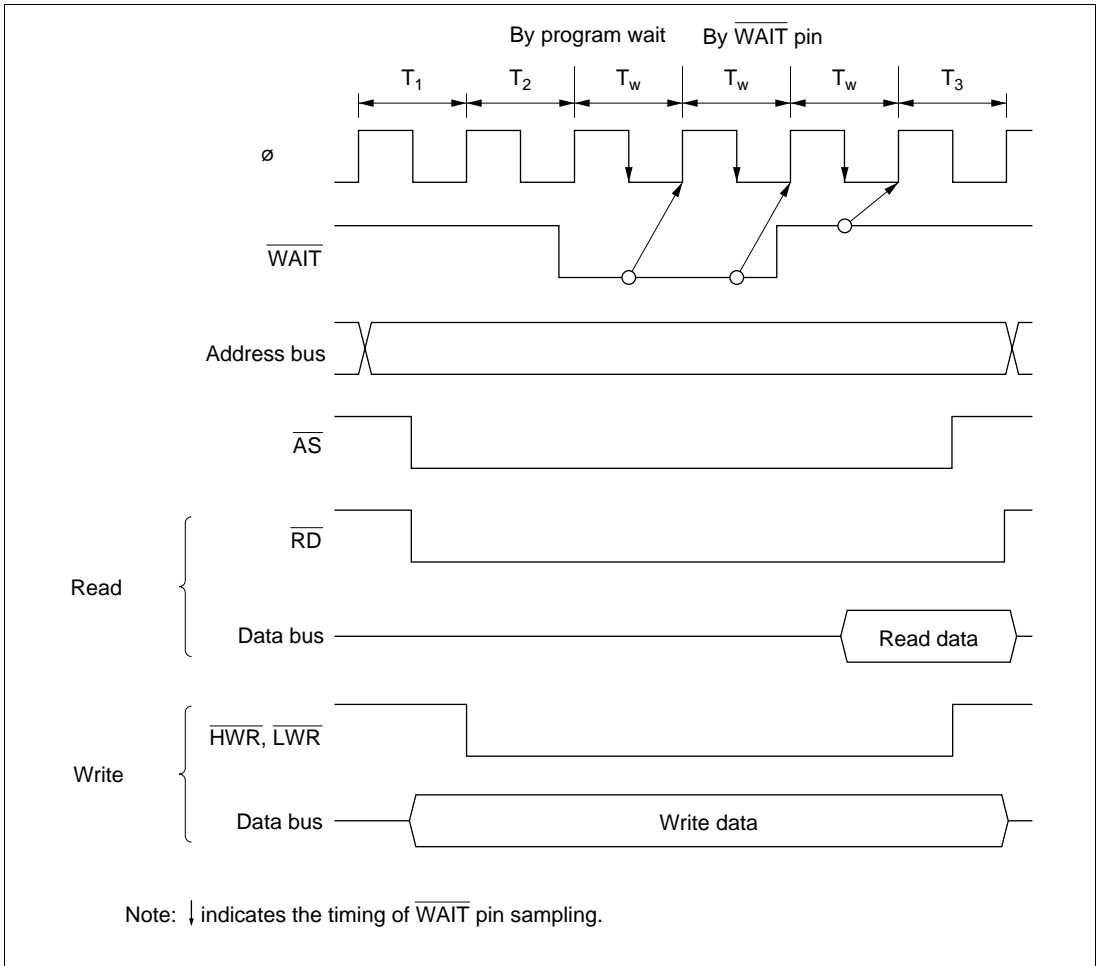 By program wait By WAIT pin
T1 T2 Tw Tw Tw T3
ø
WAIT
Address bus
AS
RD
Read
Data bus Read data
HWR, LWR
Write
Data bus Write data
Note: ↓ indicates the timing of WAIT pin sampling.